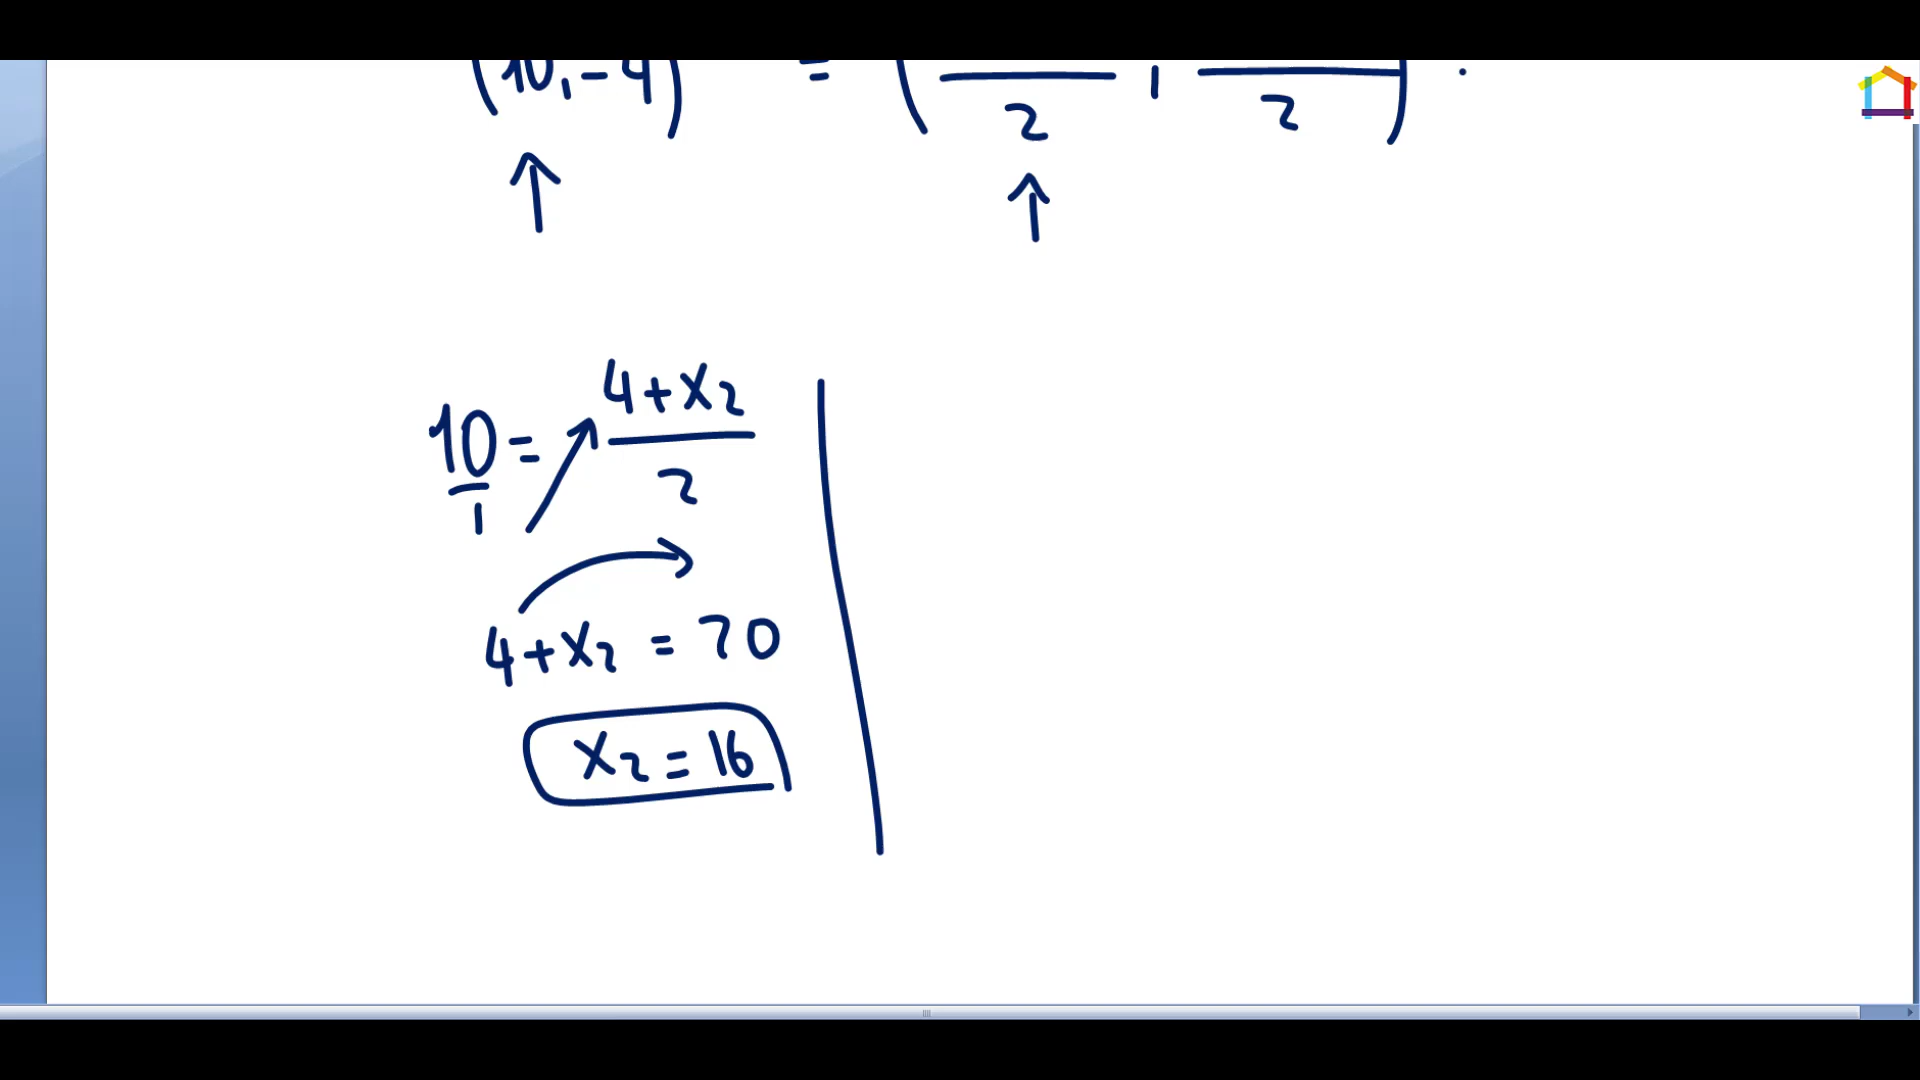 (10, -4) = ( /2 , /2 ) .
10/1 = (4+x2)/2
4+x2 = 20
x2 = 16